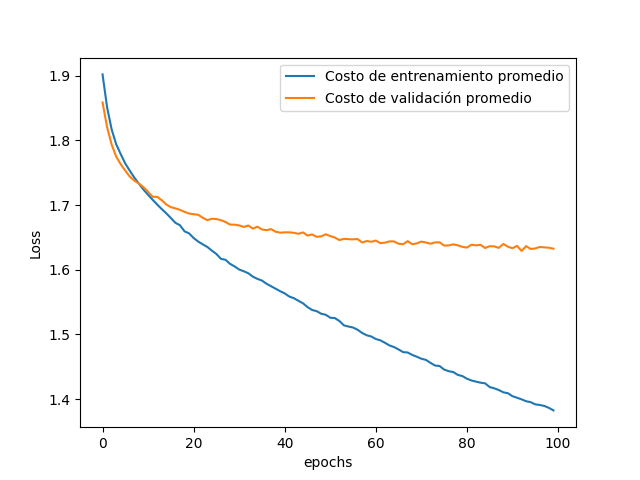 Costo de entrenamiento promedio
Costo de validación promedio
1.9
1.8
1.7
1.6
1.5
1.4
Loss
0 20 40 60 80 100
epochs